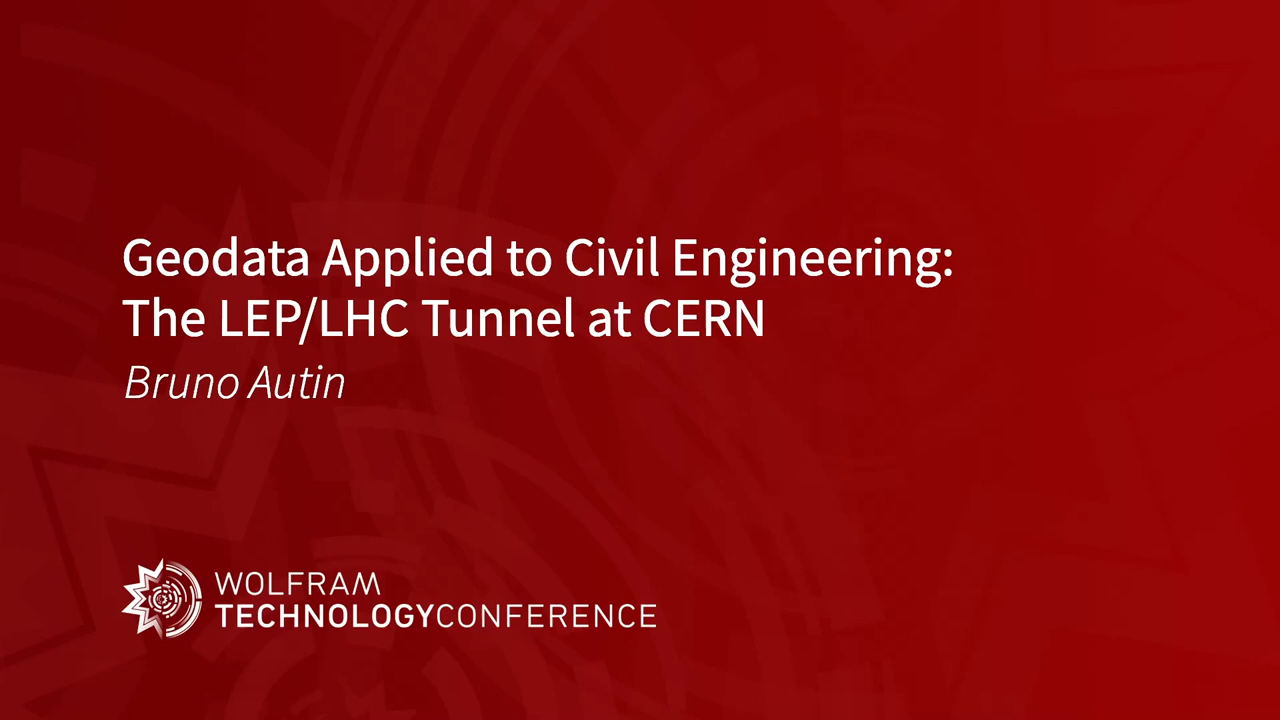 Geodata Applied to Civil Engineering:
The LEP/LHC Tunnel at CERN
Bruno Autin
WOLFRAM
TECHNOLOGYCONFERENCE